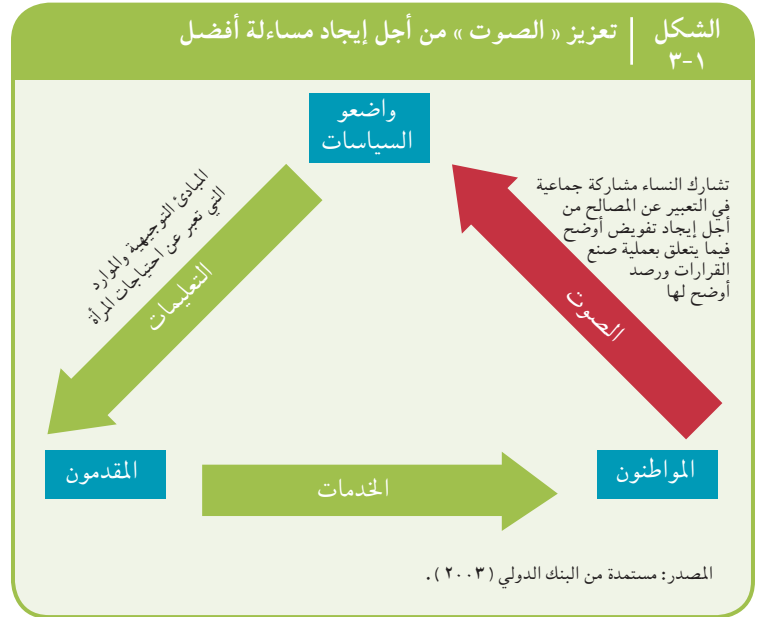 الشكل
٣-١
تعزيز « الصوت » من أجل إيجاد مساءلة أفضل
واضعو
السياسات
تشارك النساء مشاركة جماعية
في التعبير عن المصالح من
أجل إيجاد تفويض أوضح
فيما يتعلق بعملية صنع
القرارات ورصد
أوضح لها
الصوت
المبادئ التوجيهية والموارد
التي تعبر عن احتياجات المرأة
التعليمات
المواطنون
المقدمون
الخدمات
المصدر: مستمدة من البنك الدولي (٢٠٠٣).